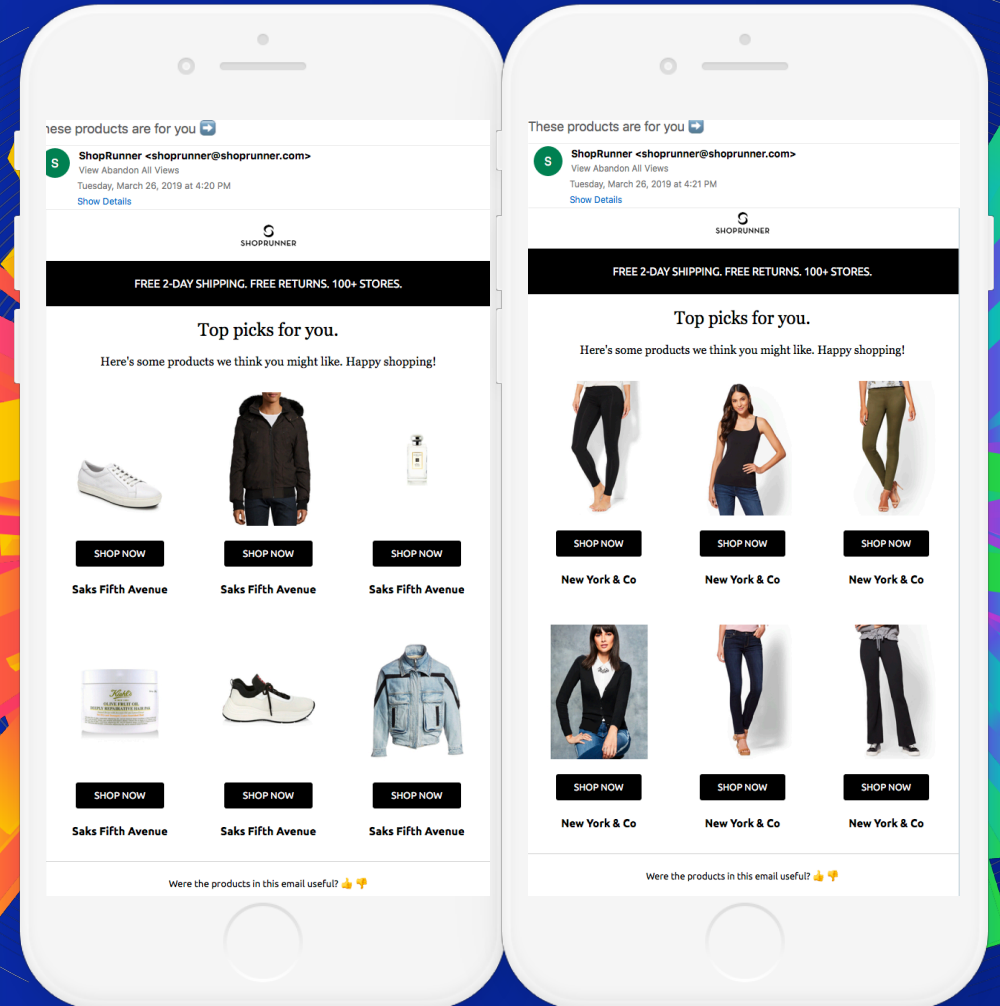 hese products are for you ➡️
S
ShopRunner <shoprunner@shoprunner.com>
View Abandon All Views
Tuesday, March 26, 2019 at 4:20 PM
Show Details
SHOPRUNNER
FREE 2-DAY SHIPPING. FREE RETURNS. 100+ STORES.
Top picks for you.
Here's some products we think you might like. Happy shopping!
SHOP NOW SHOP NOW SHOP NOW
Saks Fifth Avenue Saks Fifth Avenue Saks Fifth Avenue
Kiehl's
OLIVE FRUIT OIL
DEEPLY REPARATIVE HAIR PAK
SHOP NOW SHOP NOW SHOP NOW
Saks Fifth Avenue Saks Fifth Avenue Saks Fifth Avenue
Were the products in this email useful? 👍 👎
These products are for you ➡️
S
ShopRunner <shoprunner@shoprunner.com>
View Abandon All Views
Tuesday, March 26, 2019 at 4:21 PM
Show Details
SHOPRUNNER
FREE 2-DAY SHIPPING. FREE RETURNS. 100+ STORES.
Top picks for you.
Here's some products we think you might like. Happy shopping!
SHOP NOW SHOP NOW SHOP NOW
New York & Co New York & Co New York & Co
SHOP NOW SHOP NOW SHOP NOW
New York & Co New York & Co New York & Co
Were the products in this email useful? 👍 👎